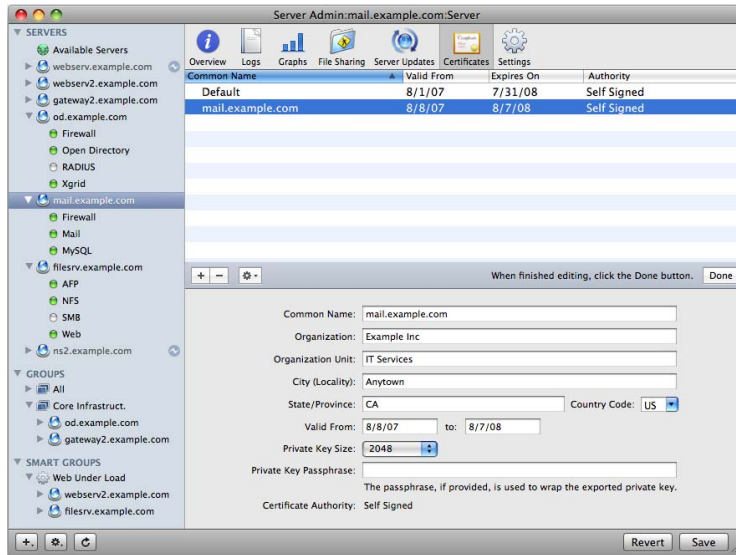 Server Admin:mail.example.com:Server
SERVERS
Available Servers
webserv.example.com
webserv2.example.com
gateway2.example.com
od.example.com
Firewall
Open Directory
RADIUS
Xgrid
mail.example.com
Firewall
Mail
MySQL
filesrv.example.com
AFP
NFS
SMB
Web
ns2.example.com
GROUPS
All
Core Infrastruct.
od.example.com
gateway2.example.com
SMART GROUPS
Web Under Load
webserv2.example.com
filesrv.example.com
Overview Logs Graphs File Sharing Server Updates Certificates Settings
Common Name Valid From Expires On Authority
Default 8/1/07 7/31/08 Self Signed
mail.example.com 8/8/07 8/7/08 Self Signed
When finished editing, click the Done button. Done
Common Name: mail.example.com
Organization: Example Inc
Organization Unit: IT Services
City (Locality): Anytown
State/Province: CA Country Code: US
Valid From: 8/8/07 to: 8/7/08
Private Key Size: 2048
Private Key Passphrase:
The passphrase, if provided, is used to wrap the exported private key.
Certificate Authority: Self Signed
Revert Save